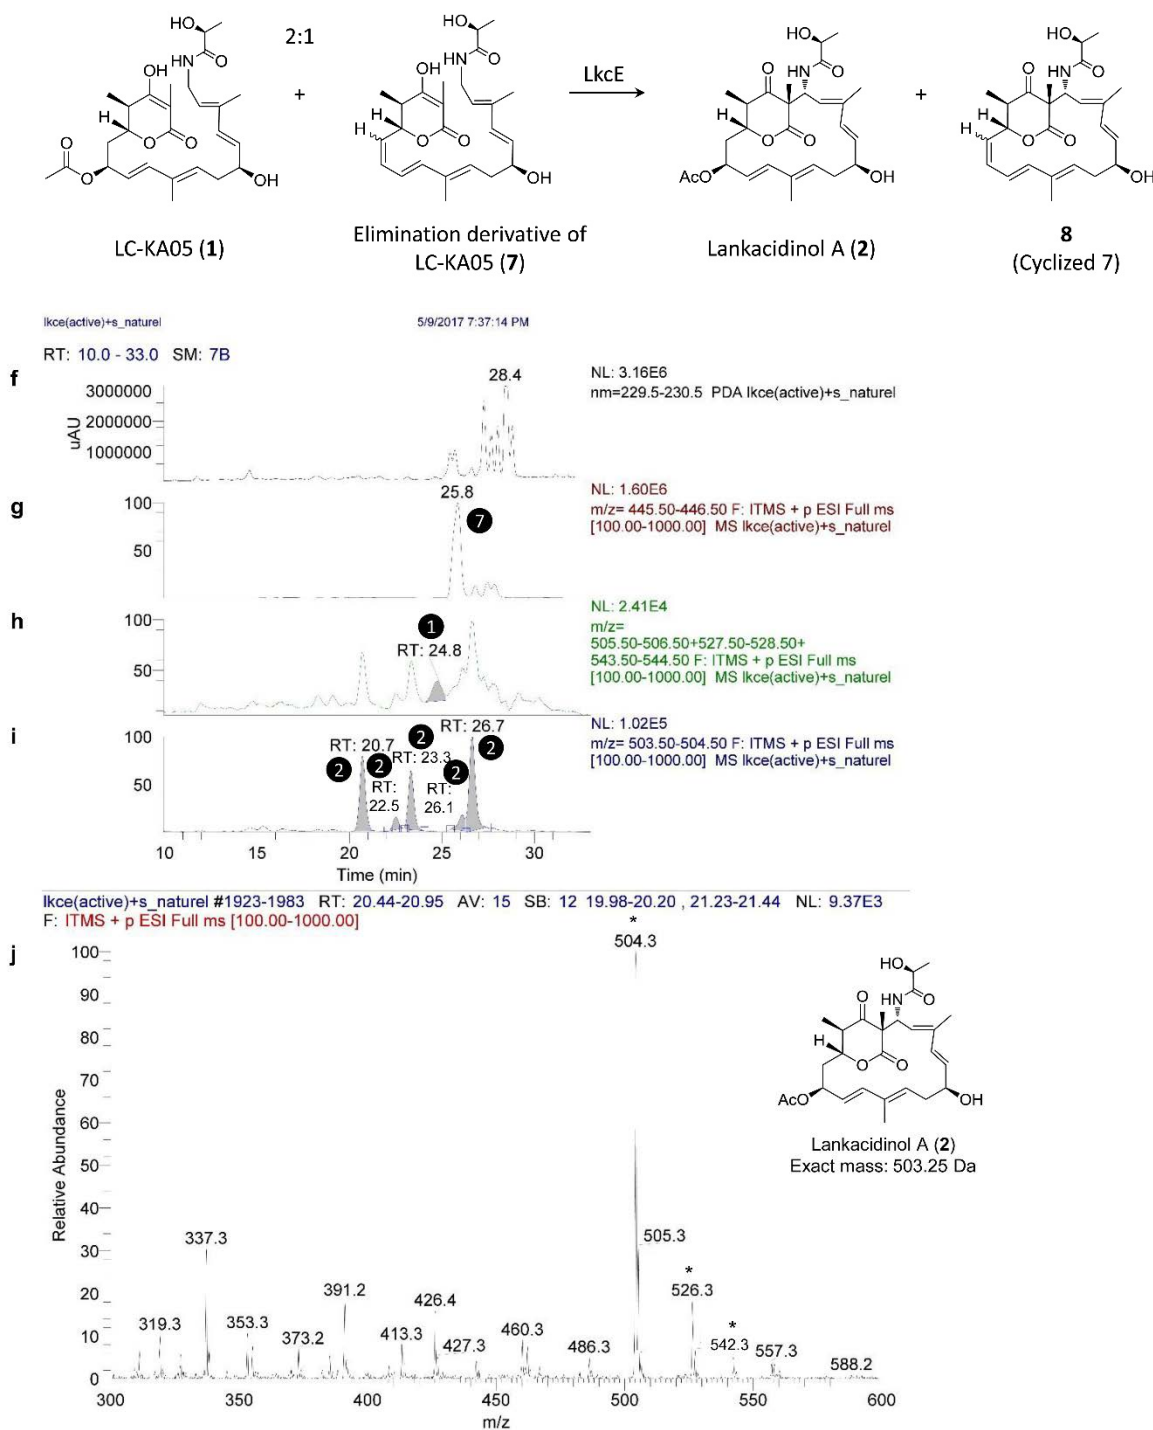 HO
O
HN
2:1
OH
H
O
O
O
O
OH
LC-KA05 (1)
+
HO
O
HN
OH
H
O
O
OH
Elimination derivative of
LC-KA05 (7)
LkcE
HO
O
O
HN
H
O
O
AcO
OH
Lankacidinol A (2)
+
HO
O
O
HN
H
O
O
OH
8
(Cyclized 7)
lkce(active)+s_naturel 5/9/2017 7:37:14 PM
RT: 10.0 - 33.0 SM: 7B
f
3000000
2000000
1000000
uAU
28.4
NL: 3.16E6
nm=229.5-230.5 PDA lkce(active)+s_naturel
g
100
50
25.8
7
NL: 1.60E6
m/z= 445.50-446.50 F: ITMS + p ESI Full ms
[100.00-1000.00] MS lkce(active)+s_naturel
h
100
50
1
RT: 24.8
NL: 2.41E4
m/z=
505.50-506.50+527.50-528.50+
543.50-544.50 F: ITMS + p ESI Full ms
[100.00-1000.00] MS lkce(active)+s_naturel
i
100
50
RT: 20.7
2
2
RT:
22.5
2
RT: 23.3
2
RT:
26.1
RT: 26.7
2
NL: 1.02E5
m/z= 503.50-504.50 F: ITMS + p ESI Full ms
[100.00-1000.00] MS lkce(active)+s_naturel
10 15 20 25 30
Time (min)
lkce(active)+s_naturel #1923-1983 RT: 20.44-20.95 AV: 15 SB: 12 19.98-20.20 , 21.23-21.44 NL: 9.37E3
F: ITMS + p ESI Full ms [100.00-1000.00]
j
Relative Abundance
100
90
80
70
60
50
40
30
20
10
0
319.3
337.3
353.3
373.2
391.2
413.3
426.4
427.3
460.3
486.3
*
504.3
505.3
*
526.3
*
542.3
557.3
588.2
300 350 400 450 500 550 600
m/z
HO
O
O
HN
H
O
O
AcO
OH
Lankacidinol A (2)
Exact mass: 503.25 Da